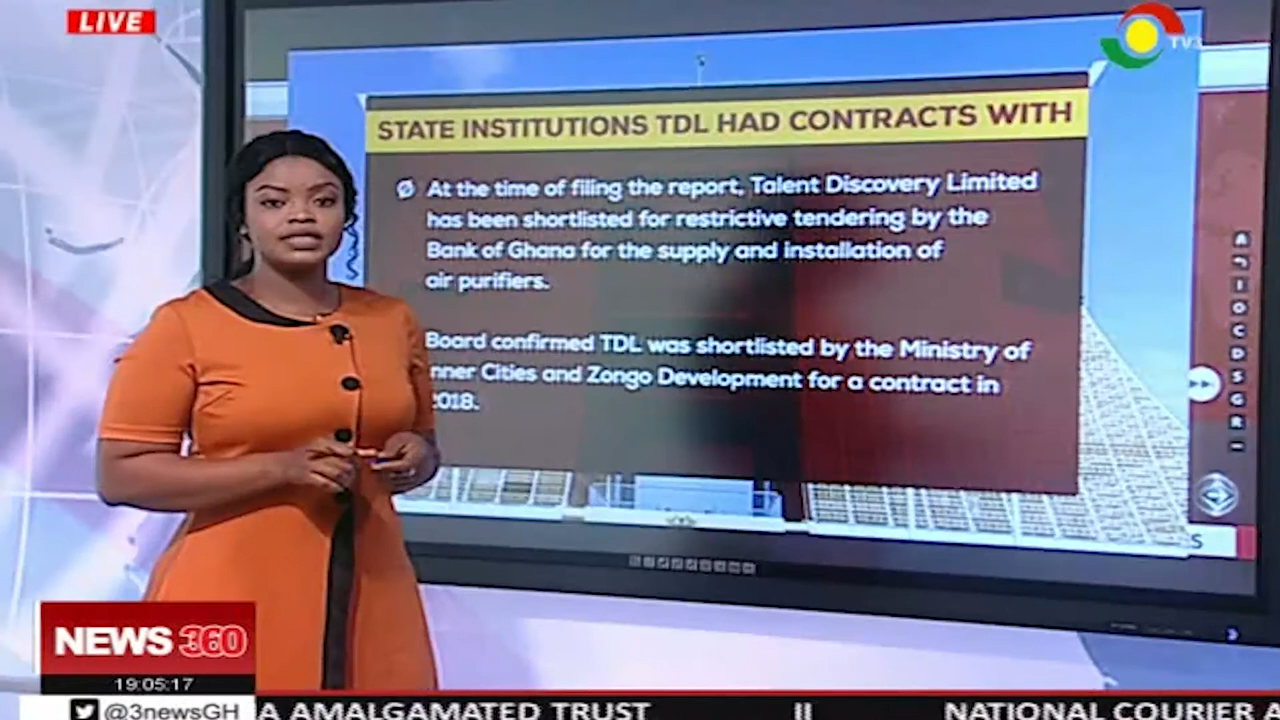 LIVE
TV3
STATE INSTITUTIONS TDL HAD CONTRACTS WITH
Ø At the time of filing the report, Talent Discovery Limited
has been shortlisted for restrictive tendering by the
Bank of Ghana for the supply and installation of
air purifiers.
Board confirmed TDL was shortlisted by the Ministry of
nner Cities and Zongo Development for a contract in
2018.
S
NEWS 360
19:05:17
@3newsGH
A AMALGAMATED TRUST || NATIONAL COURIER A